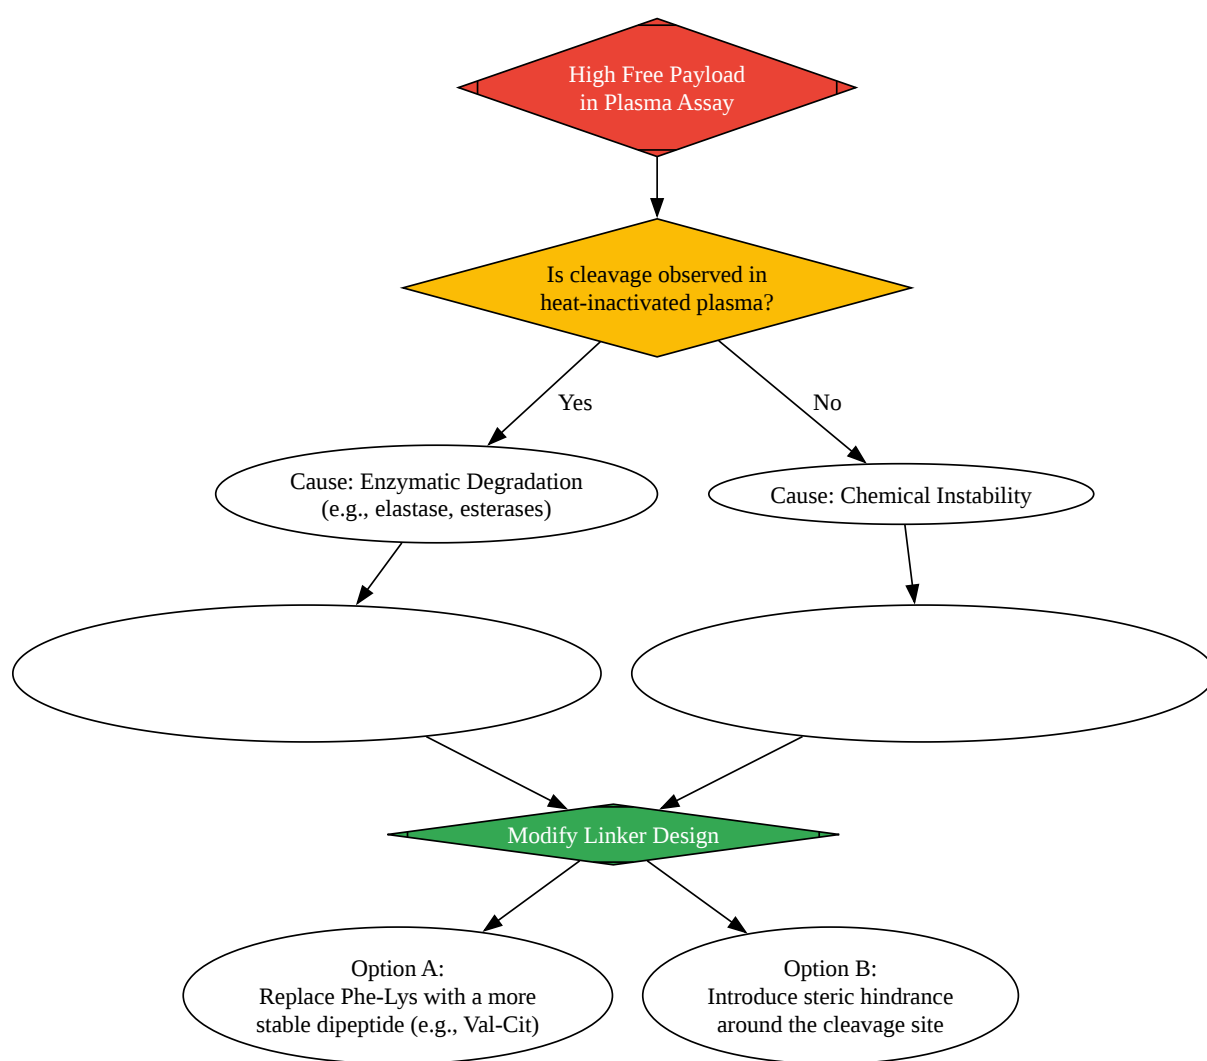 High Free Payload
in Plasma Assay
Is cleavage observed in
heat-inactivated plasma?
Yes
No
Cause: Enzymatic Degradation
(e.g., elastase, esterases)
Cause: Chemical Instability
Modify Linker Design
Option A:
Replace Phe-Lys with a more
stable dipeptide (e.g., Val-Cit)
Option B:
Introduce steric hindrance
around the cleavage site